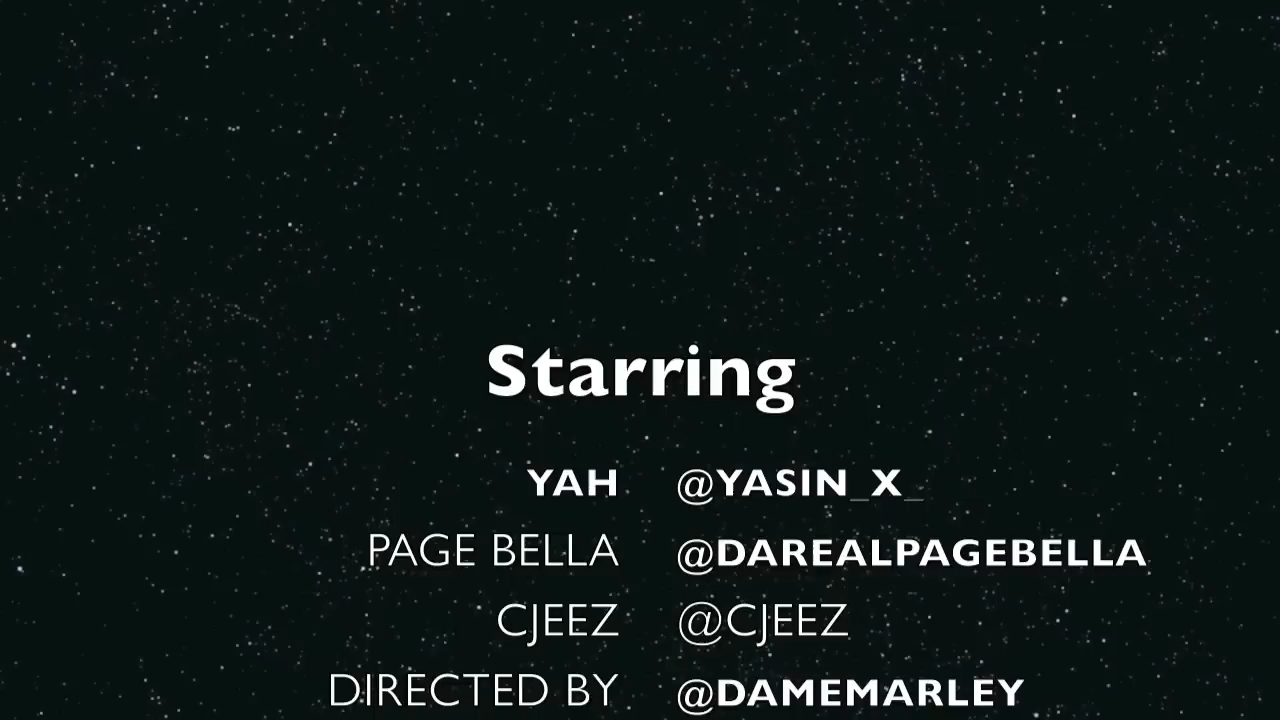 Starring
YAH @YASIN_X_
PAGE BELLA @DAREALPAGEBELLA
CJEEZ @CJEEZ
DIRECTED BY @DAMEMARLEY